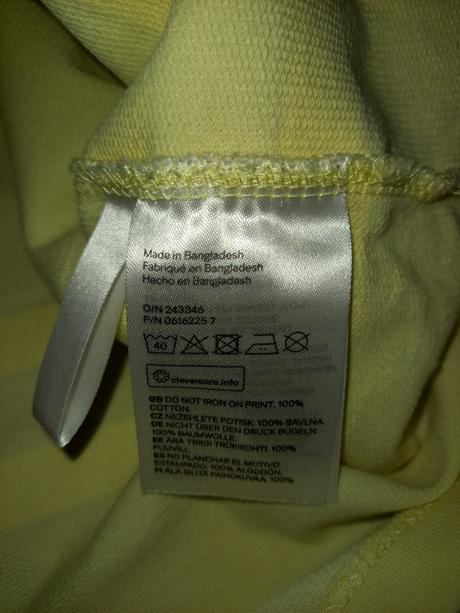 Made in Bangladesh
Fabriqué en Bangladesh
Hecho en Bangladesh
O/N 243346
P/N 0616225 7
40
clevercare.info
GB DO NOT IRON ON PRINT. 100%
COTTON.
CZ NEŽEHLETE POTISK. 100% BAVLNA.
DE NICHT ÜBER DEN DRUCK BÜGELN.
100% BAUMWOLLE.
EE ÄRA TRIIGI TRÜKIKOHTI. 100%
PUUVILL.
ES NO PLANCHAR EL MOTIVO
ESTAMPADO. 100% ALGODÓN.
FI ÄLÄ SILITÄ PAINOKUVAA. 100%